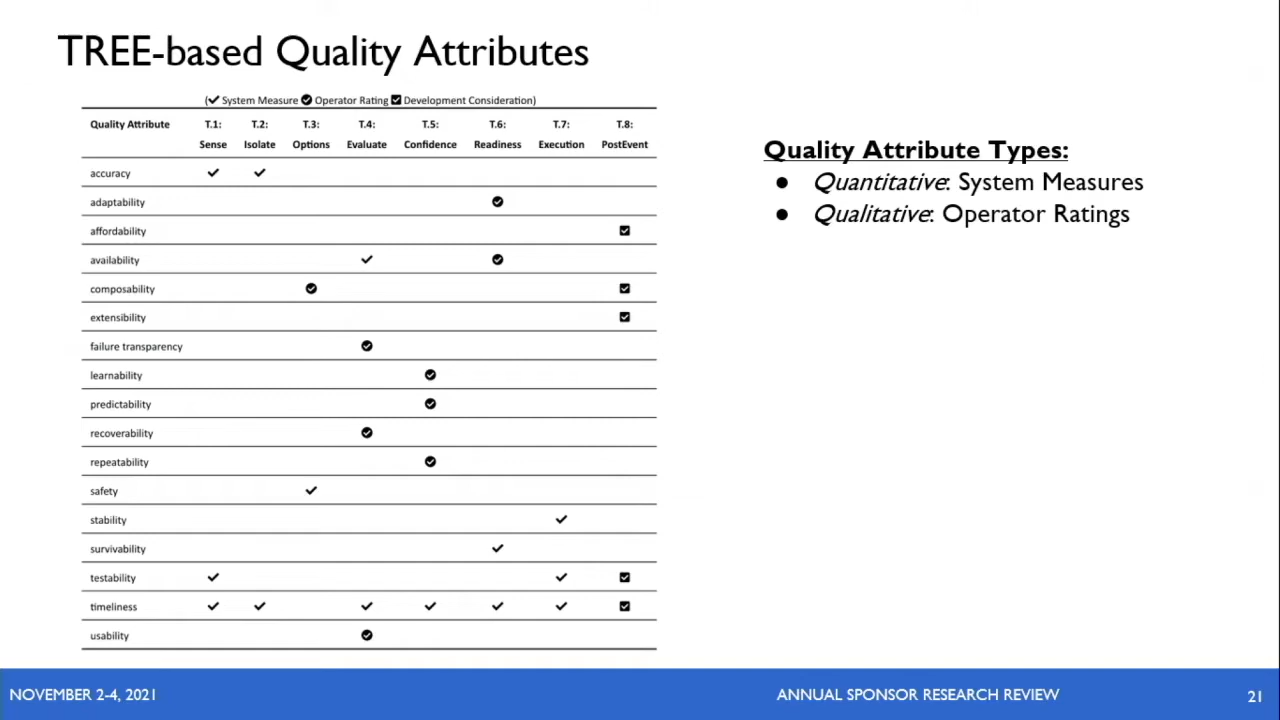 TREE-based Quality Attributes
(✔ System Measure ✔ Operator Rating ☑ Development Consideration)
Quality Attribute T.1: T.2: T.3: T.4: T.5: T.6: T.7: T.8:
Sense Isolate Options Evaluate Confidence Readiness Execution PostEvent
accuracy ✔ ✔
adaptability ✔
affordability ☑
availability ✔ ✔
composability ✔ ☑
extensibility ☑
failure transparency ✔
learnability ✔
predictability ✔
recoverability ✔
repeatability ✔
safety ✔
stability ✔
survivability ✔
testability ✔ ✔ ☑
timeliness ✔ ✔ ✔ ✔ ✔ ✔ ☑
usability ✔
Quality Attribute Types:
● Quantitative: System Measures
● Qualitative: Operator Ratings
NOVEMBER 2-4, 2021
ANNUAL SPONSOR RESEARCH REVIEW
21